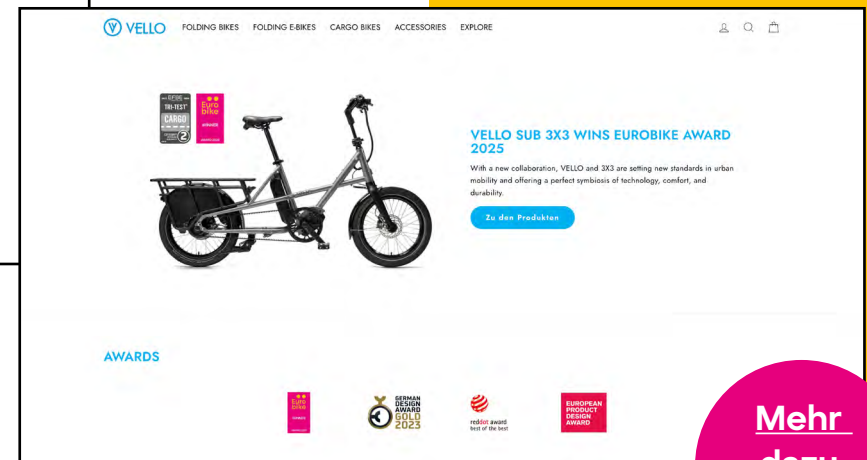 VELLO FOLDING BIKES FOLDING E-BIKES CARGO BIKES ACCESSORIES EXPLORE
TRI-TEST
CARGO
2
Euro
bike
VELLO SUB 3X3 WINS EUROBIKE AWARD
2025
With a new collaboration, VELLO and 3X3 are setting new standards in urban
mobility and offering a perfect symbiosis of technology, comfort, and
durability.
Zu den Produkten
AWARDS
Euro
bike
GERMAN
DESIGN
AWARD
GOLD
2023
reddot award
best of the best
EUROPEAN
PRODUCT
DESIGN
AWARD
Mehr
dazu